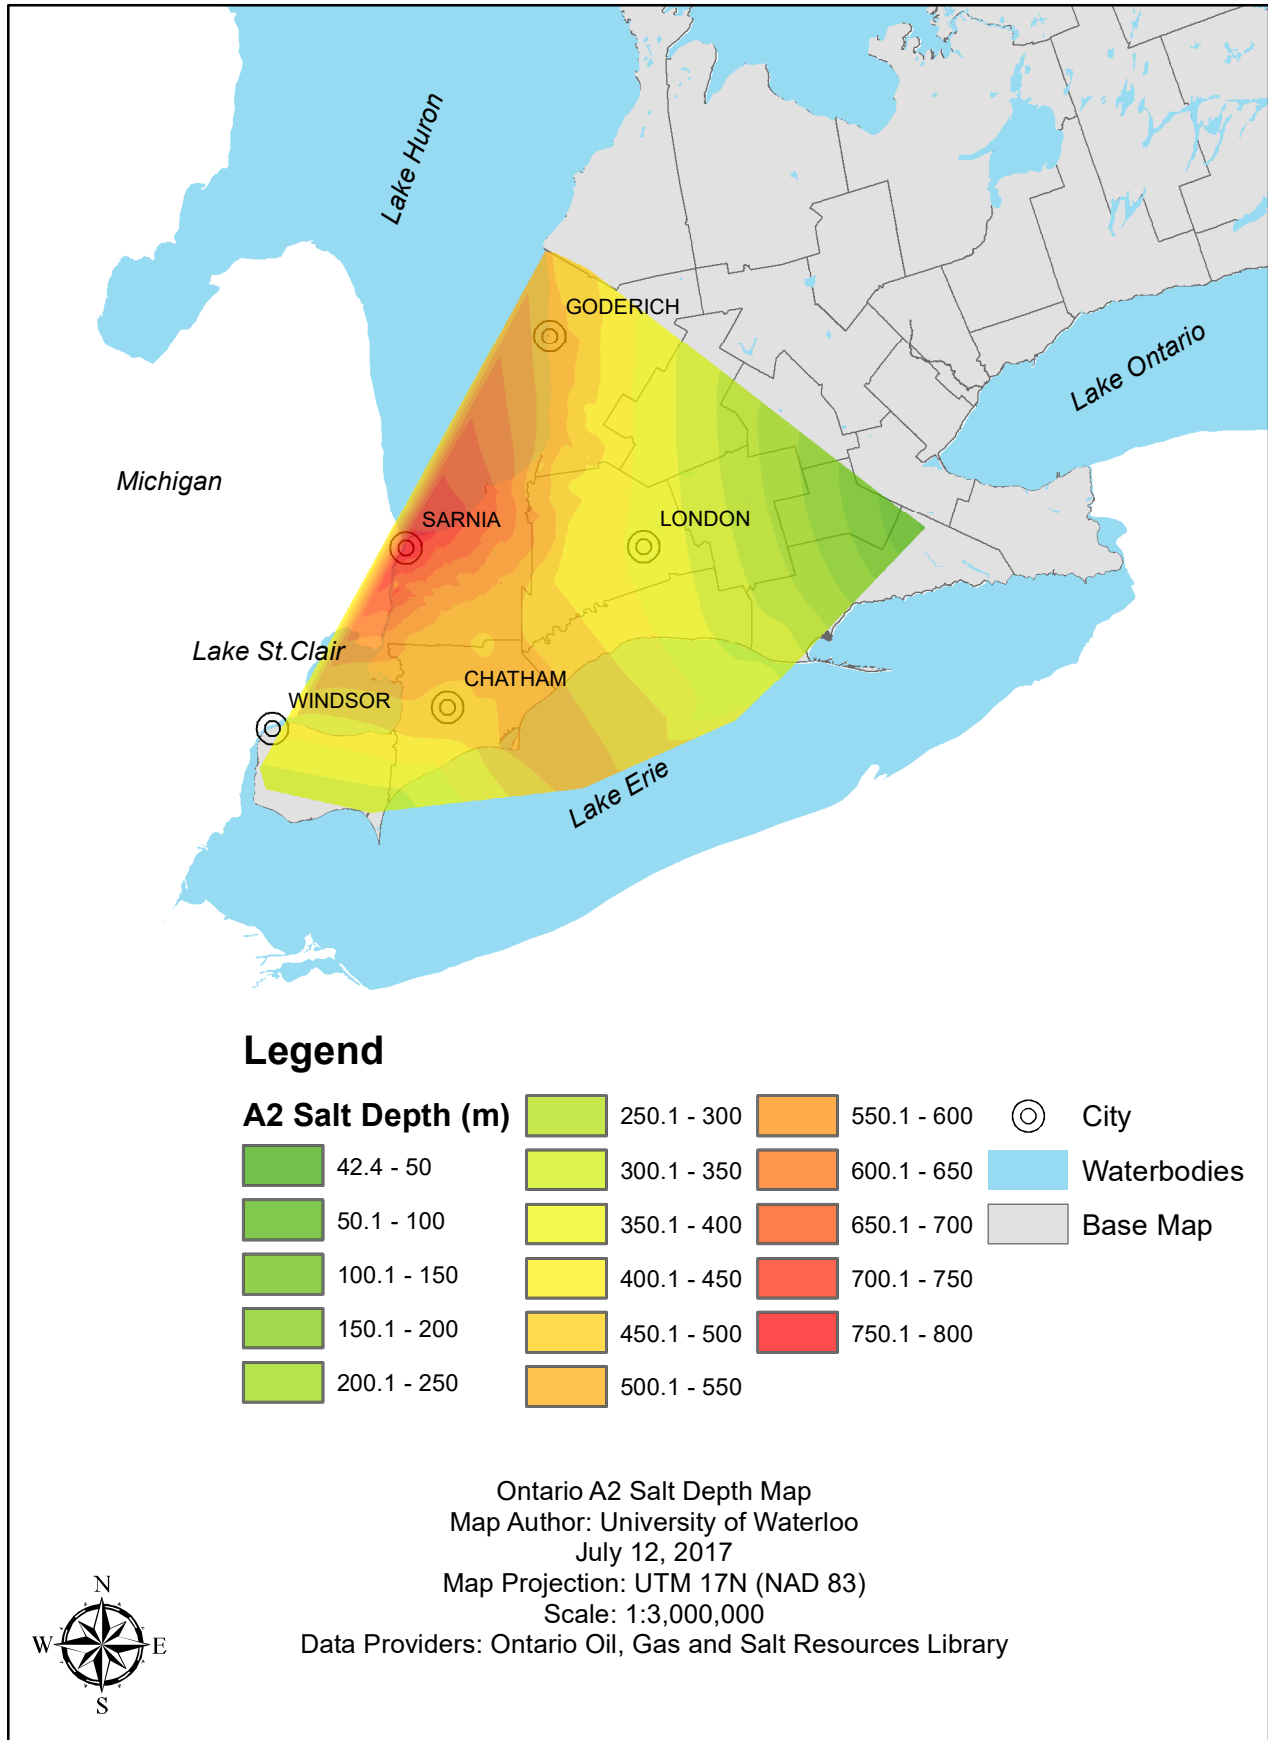 Lake Huron
GODERICH
Lake Ontario
Michigan
SARNIA
LONDON
Lake St.Clair
CHATHAM
WINDSOR
Lake Erie
Legend
A2 Salt Depth (m)
42.4 - 50
50.1 - 100
100.1 - 150
150.1 - 200
200.1 - 250
250.1 - 300
300.1 - 350
350.1 - 400
400.1 - 450
450.1 - 500
500.1 - 550
550.1 - 600
600.1 - 650
650.1 - 700
700.1 - 750
750.1 - 800
City
Waterbodies
Base Map
Ontario A2 Salt Depth Map
Map Author: University of Waterloo
July 12, 2017
Map Projection: UTM 17N (NAD 83)
Scale: 1:3,000,000
Data Providers: Ontario Oil, Gas and Salt Resources Library
N
W E
S